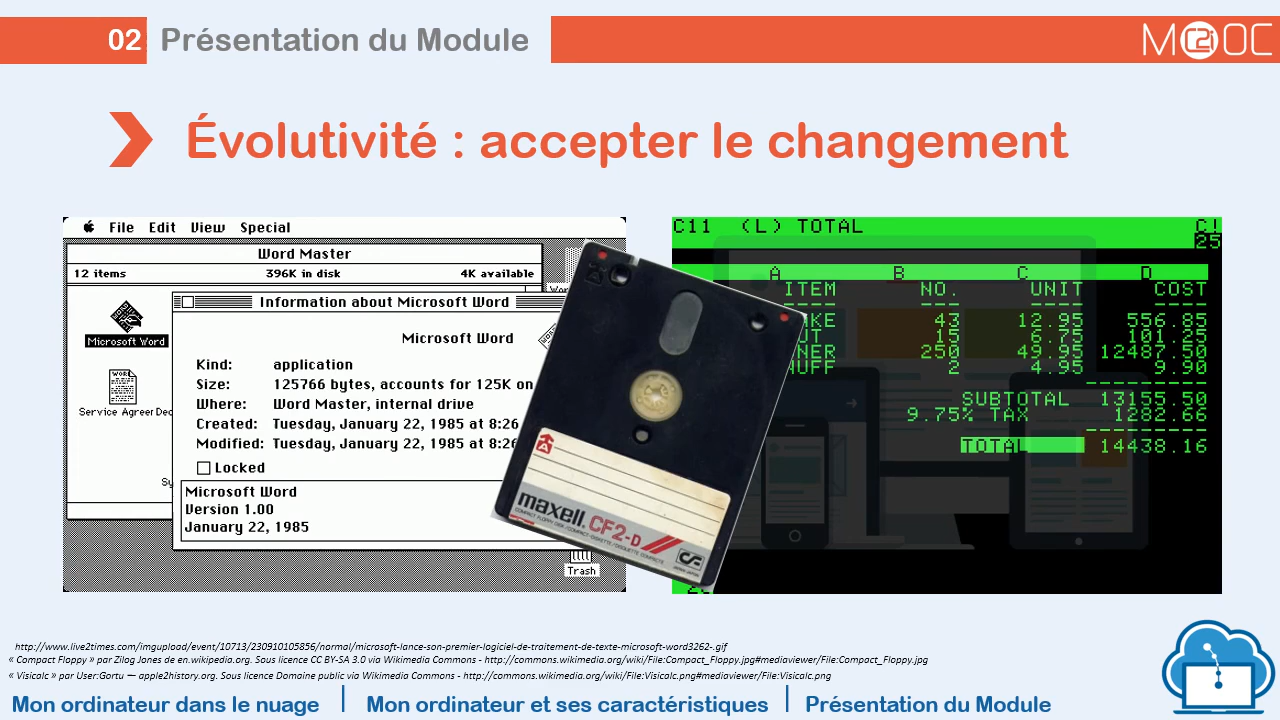 02 Présentation du Module
MOOC
C2i
Évolutivité : accepter le changement
File Edit View Special
Word Master
12 items 396K in disk 4K available
Information about Microsoft Word
Microsoft Word
Microsoft Word
Kind: application
Size: 125766 bytes, accounts for 125K on
Where: Word Master, internal drive
Created: Tuesday, January 22, 1985 at 8:26
Modified: Tuesday, January 22, 1985 at 8:26
Locked
Service Agreer
Microsoft Word
Version 1.00
January 22, 1985
Trash
A
maxell CF2-D
COMPACT FLOPPY DISK/COMPACT-DISKETTE/DISQUETTE COMPACTE
C11 (L) TOTAL C!
25
A B C D
ITEM NO. UNIT COST
43 12.95 556.85
15 6.75 101.25
250 49.95 12487.50
2 4.95 9.90
SUBTOTAL 13155.50
9.75% TAX 1282.66
TOTAL 14438.16
http://www.live2times.com/imgupload/event/10713/230910105856/normal/microsoft-lance-son-premier-logiciel-de-traitement-de-texte-microsoft-word3262-.gif
« Compact Floppy » par Zilog Jones de en.wikipedia.org. Sous licence CC BY-SA 3.0 via Wikimedia Commons - http://commons.wikimedia.org/wiki/File:Compact_Floppy.jpg#mediaviewer/File:Compact_Floppy.jpg
« Visicalc » par User:Gortu — apple2history.org. Sous licence Domaine public via Wikimedia Commons - http://commons.wikimedia.org/wiki/File:Visicalc.png#mediaviewer/File:Visicalc.png
Mon ordinateur dans le nuage | Mon ordinateur et ses caractéristiques | Présentation du Module